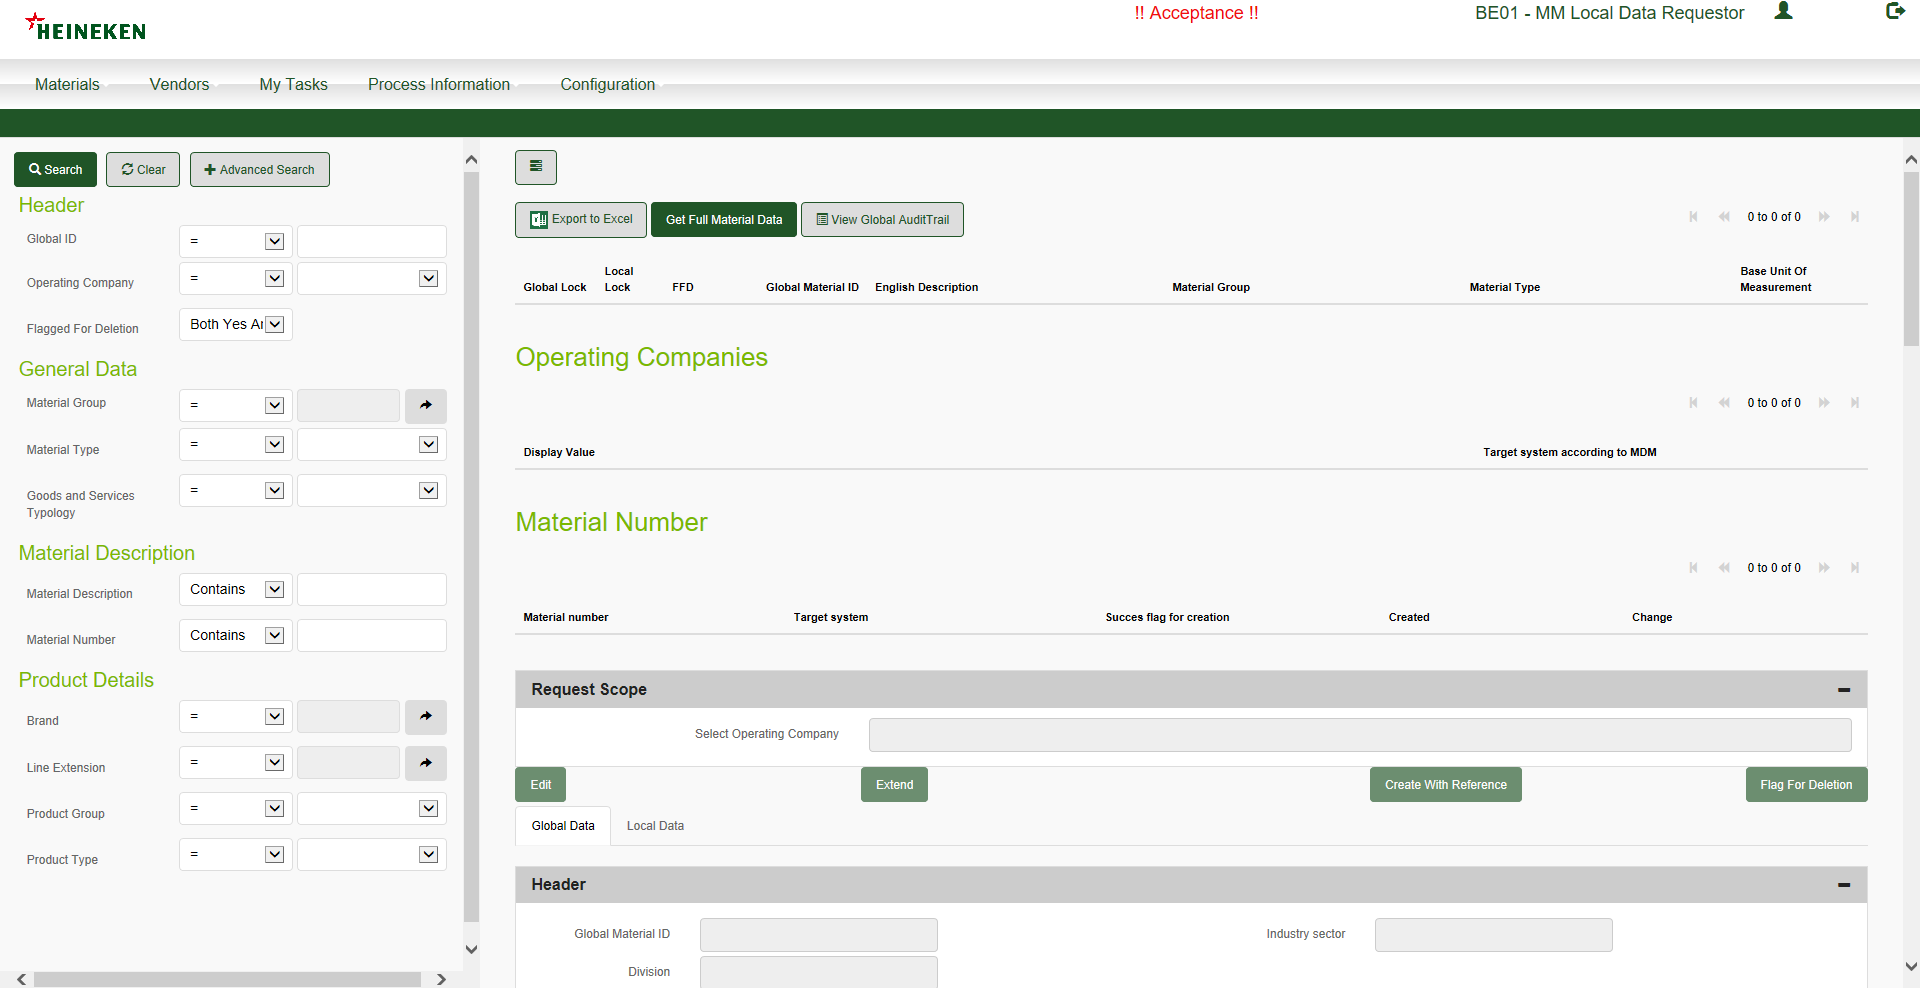 HEINEKEN
!! Acceptance !!
BE01 - MM Local Data Requestor
Materials
Vendors
My Tasks
Process Information
Configuration
Search
Clear
Advanced Search
Header
Global ID
=
Operating Company
=
Flagged For Deletion
Both Yes Ar
General Data
Material Group
=
Material Type
=
Goods and Services
Typology
=
Material Description
Material Description
Contains
Material Number
Contains
Product Details
Brand
=
Line Extension
=
Product Group
=
Product Type
=
Export to Excel
Get Full Material Data
View Global AuditTrail
0 to 0 of 0
Global Lock
Local
Lock
FFD
Global Material ID
English Description
Material Group
Material Type
Base Unit Of
Measurement
Operating Companies
0 to 0 of 0
Display Value
Target system according to MDM
Material Number
0 to 0 of 0
Material number
Target system
Succes flag for creation
Created
Change
Request Scope
Select Operating Company
Edit
Extend
Create With Reference
Flag For Deletion
Global Data
Local Data
Header
Global Material ID
Industry sector
Division